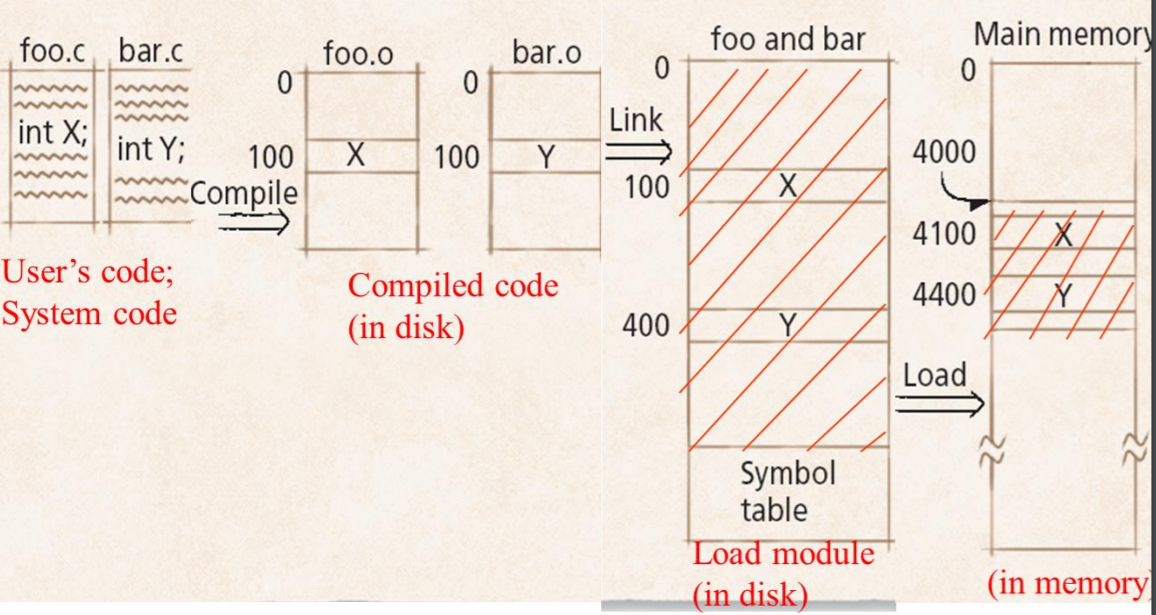 foo.c
bar.c
int X;
int Y;
User's code;
System code
Compile
foo.o
0
100
X
bar.o
0
100
Y
Compiled code
(in disk)
Link
foo and bar
0
100
X
400
Y
Symbol
table
Load module
(in disk)
Load
Main memory
0
4000
4100
X
4400
Y
(in memory)